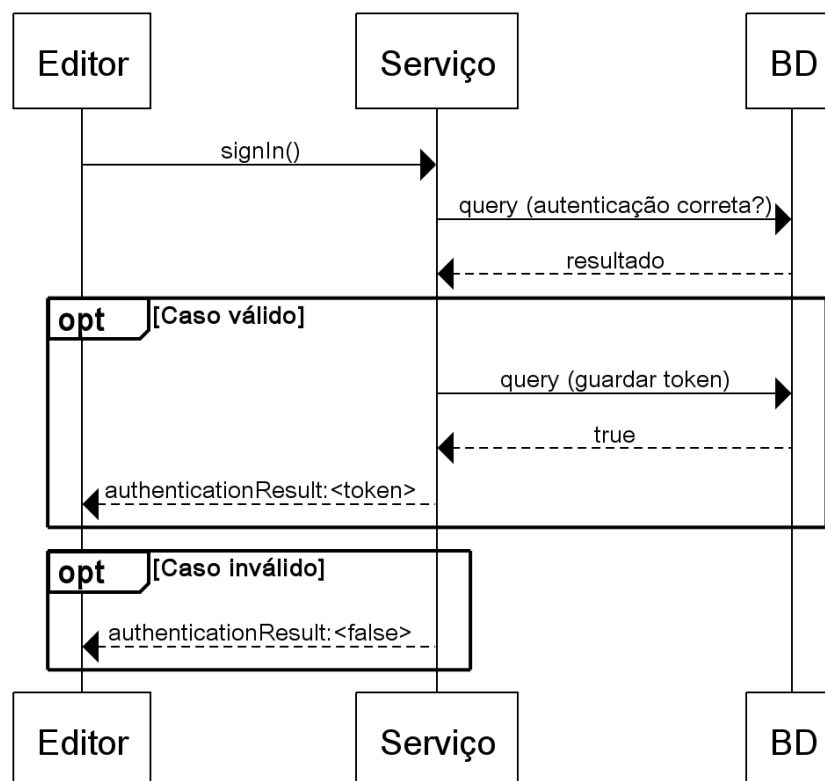 Editor
Serviço
BD
signIn()
query (autenticação correta?)
resultado
opt
[Caso válido]
query (guardar token)
true
authenticationResult:<token>
opt
[Caso inválido]
authenticationResult:<false>
Editor
Serviço
BD